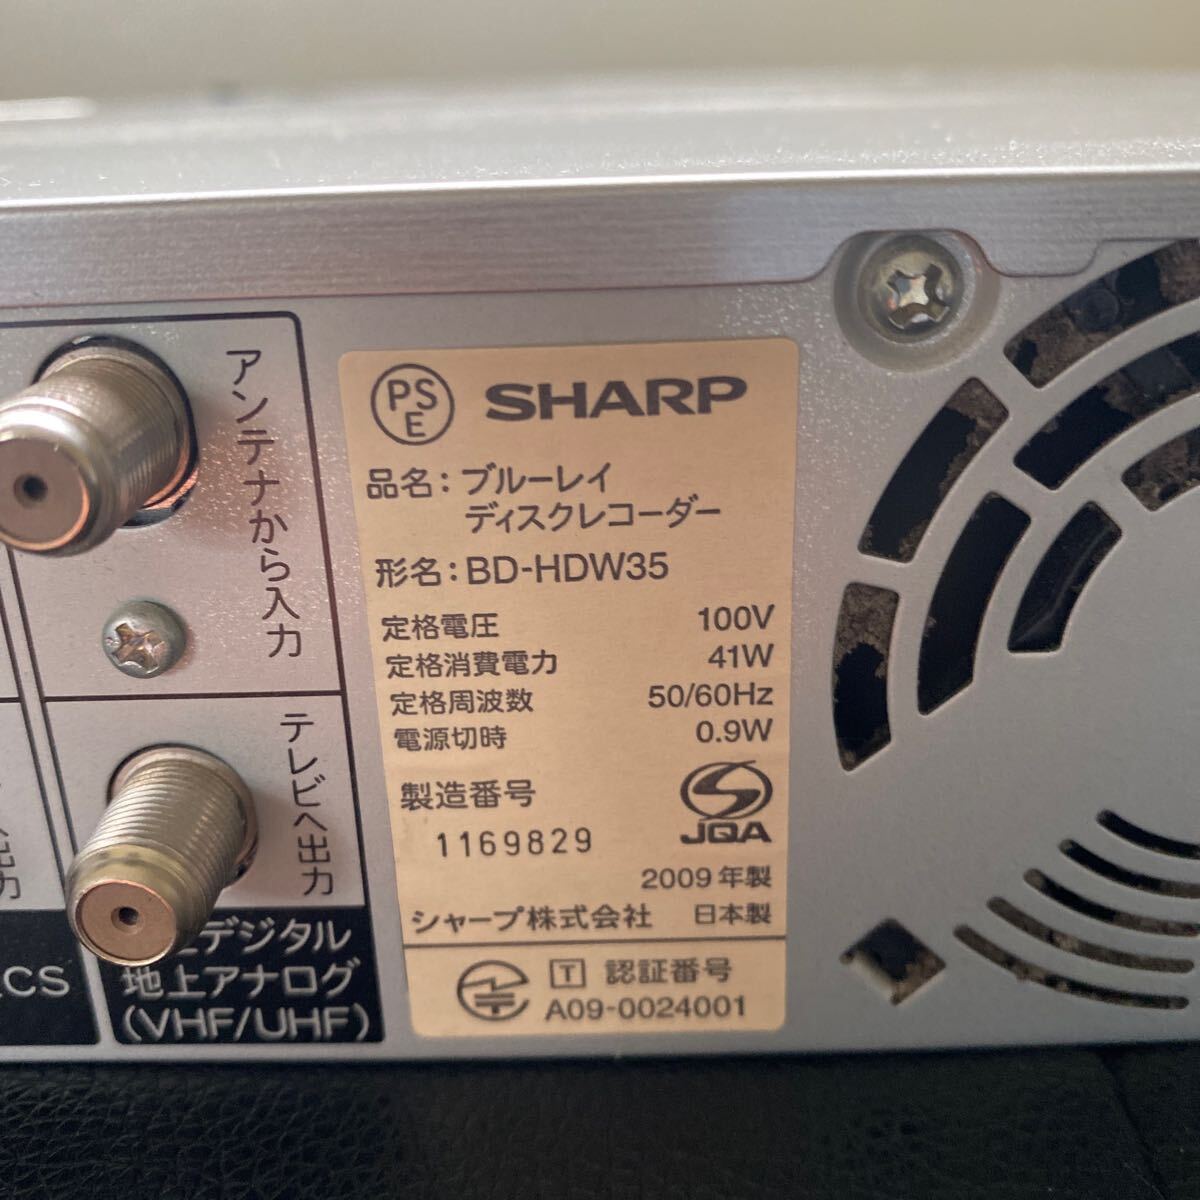 アンテナから入力
テレビへ出力
デジタル
地上アナログ
(VHF/UHF)
CS
出力
PSE
SHARP
品名：ブルーレイ
ディスクレコーダー
形名：BD-HDW35
定格電圧 100V
定格消費電力 41W
定格周波数 50/60Hz
電源切時 0.9W
製造番号
1169829
JQA
2009年製
シャープ株式会社 日本製
T 認証番号
A09-0024001